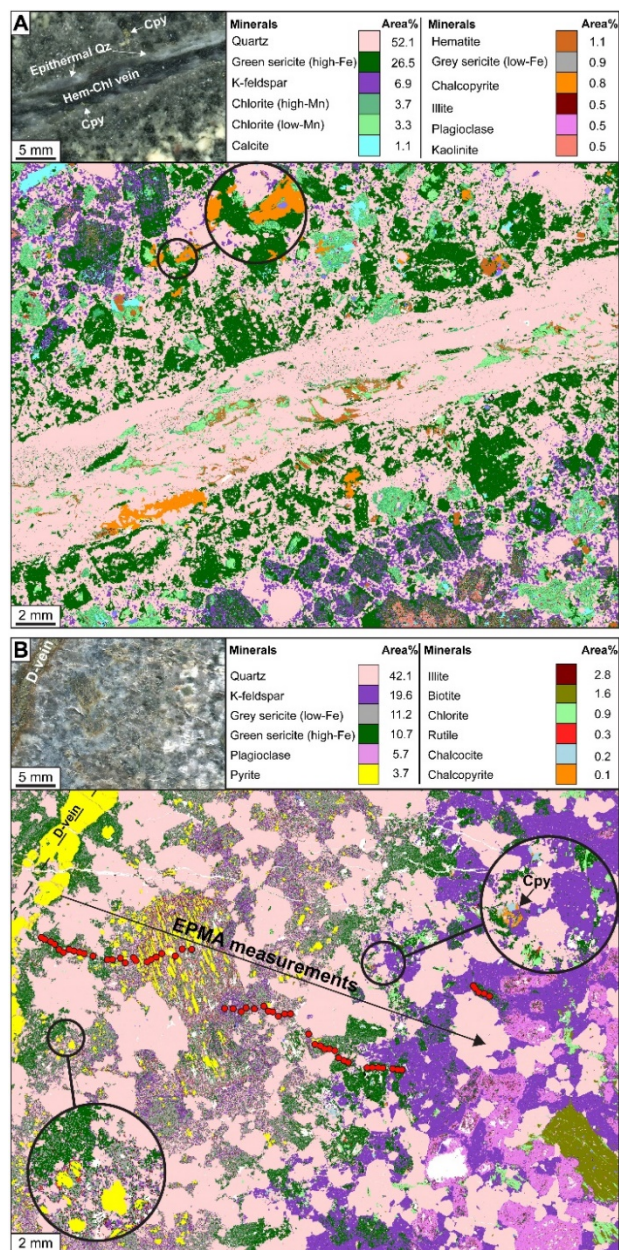 A
Cpy
Epithermal Qz
Hem-Chl vein
Cpy
5 mm
Minerals Area%
Quartz 52.1
Green sericite (high-Fe) 26.5
K-feldspar 6.9
Chlorite (high-Mn) 3.7
Chlorite (low-Mn) 3.3
Calcite 1.1
Minerals Area%
Hematite 1.1
Grey sericite (low-Fe) 0.9
Chalcopyrite 0.8
Illite 0.5
Plagioclase 0.5
Kaolinite 0.5
2 mm
B
D-vein
5 mm
Minerals Area%
Quartz 42.1
K-feldspar 19.6
Grey sericite (low-Fe) 11.2
Green sericite (high-Fe) 10.7
Plagioclase 5.7
Pyrite 3.7
Minerals Area%
Illite 2.8
Biotite 1.6
Chlorite 0.9
Rutile 0.3
Chalcocite 0.2
Chalcopyrite 0.1
D-vein
Cpy
EPMA measurements
2 mm